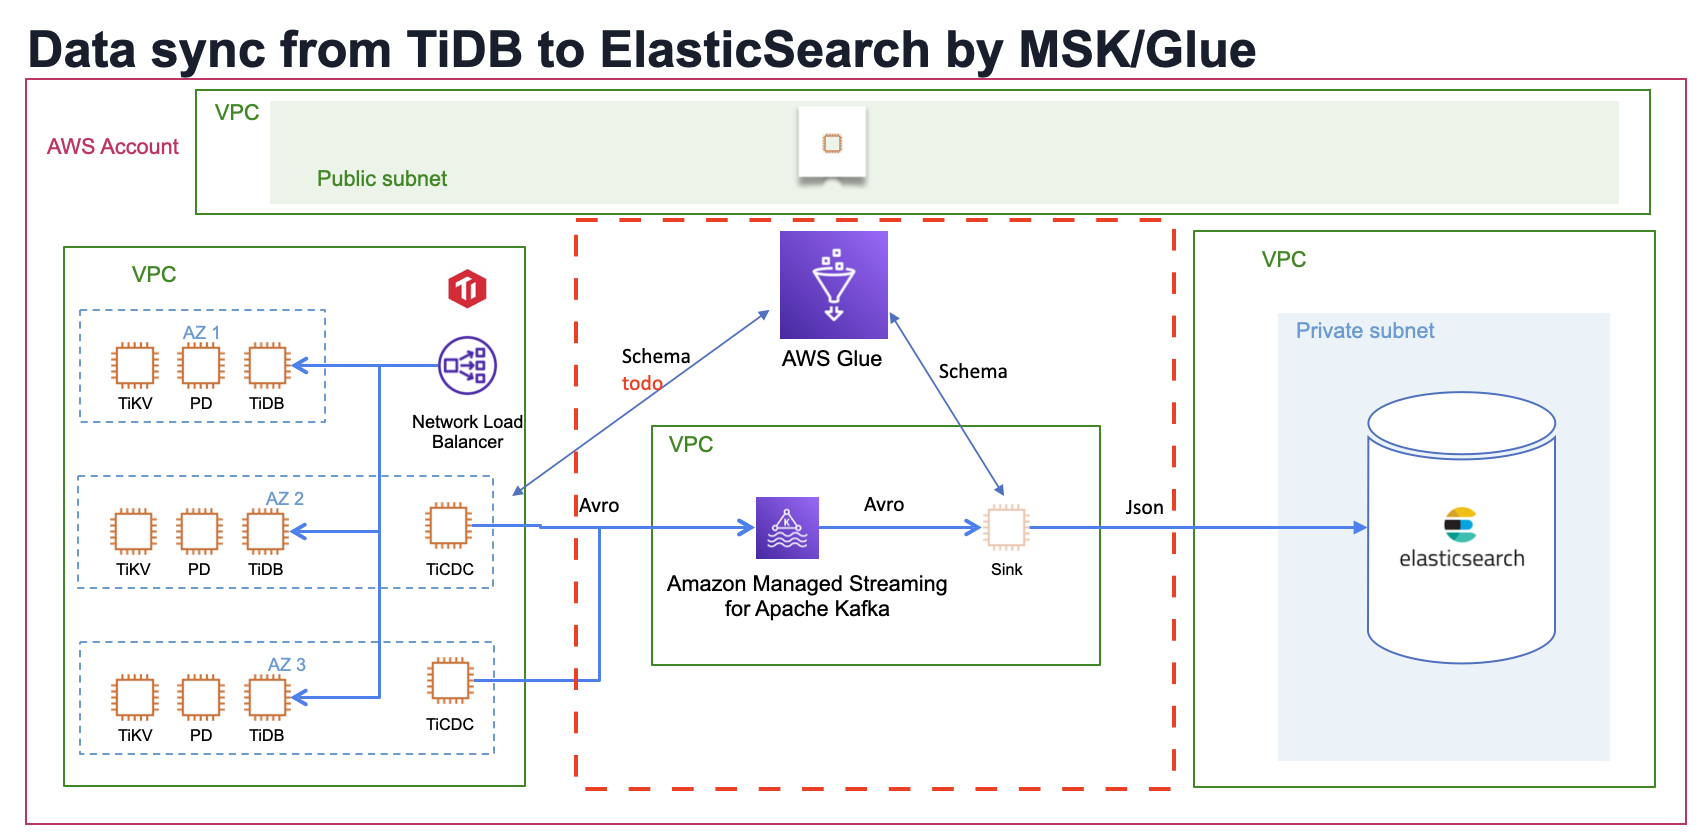 Data sync from TiDB to ElasticSearch by MSK/Glue
AWS Account
VPC
Public subnet
VPC
Ti
AZ 1
TiKV
PD
TiDB
Network Load
Balancer
AZ 2
TiKV
PD
TiDB
TiCDC
AZ 3
TiKV
PD
TiDB
TiCDC
AWS Glue
Schema
todo
Schema
VPC
Avro
K
Avro
Amazon Managed Streaming
for Apache Kafka
Sink
Json
VPC
Private subnet
elasticsearch